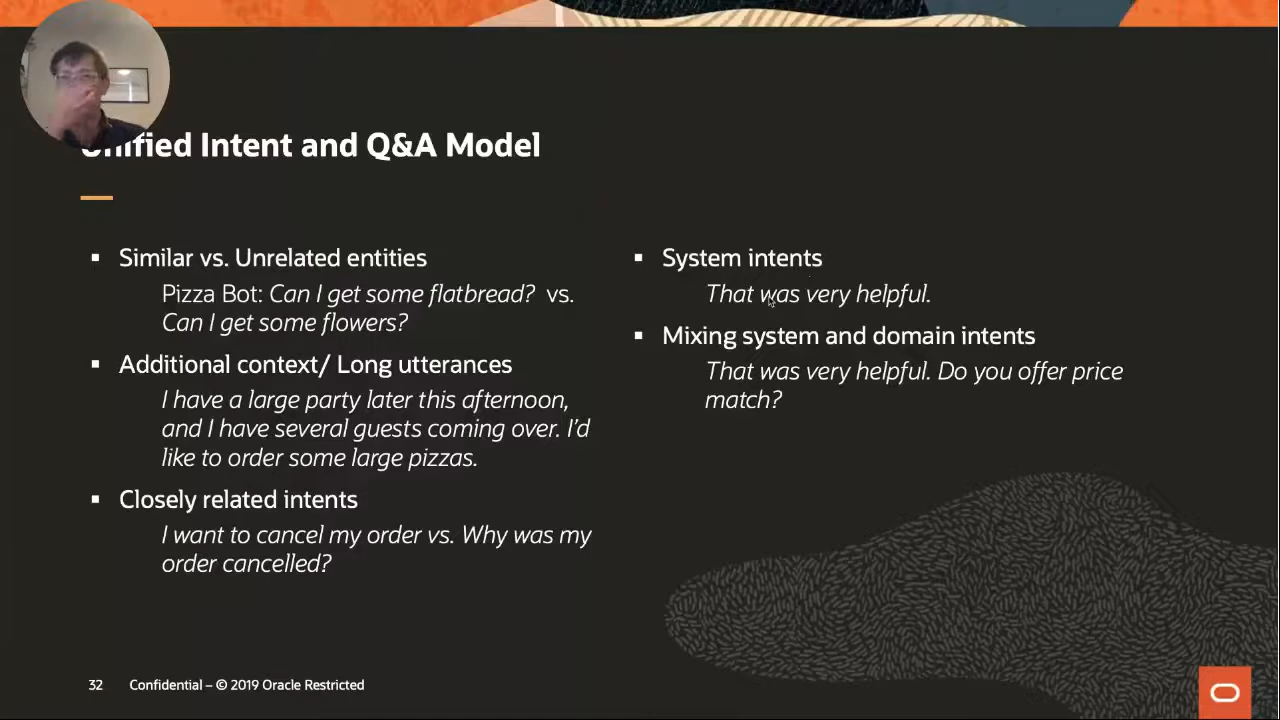 Unified Intent and Q&A Model
▪ Similar vs. Unrelated entities
Pizza Bot: Can I get some flatbread? vs.
Can I get some flowers?
▪ Additional context/ Long utterances
I have a large party later this afternoon,
and I have several guests coming over. I'd
like to order some large pizzas.
▪ Closely related intents
I want to cancel my order vs. Why was my
order cancelled?
▪ System intents
That was very helpful.
▪ Mixing system and domain intents
That was very helpful. Do you offer price
match?
32 Confidential – © 2019 Oracle Restricted